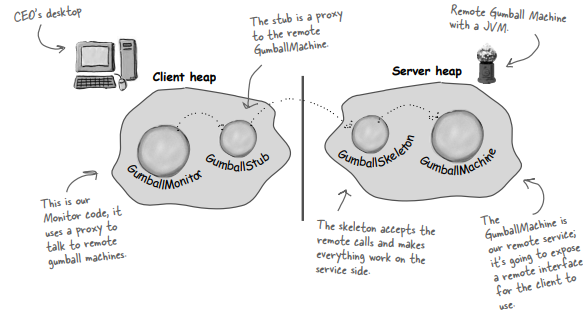 CEO's desktop
The stub is a proxy
to the remote
GumballMachine.
Remote Gumball Machine
with a JVM.
Client heap
Server heap
GumballMonitor
GumballStub
GumballSkeleton
GumballMachine
This is our
Monitor code, it
uses a proxy to
talk to remote
gumball machines.
The skeleton accepts the
remote calls and makes
everything work on the
service side.
The
GumballMachine is
our remote service;
it's going to expose
a remote interface
for the client to
use.